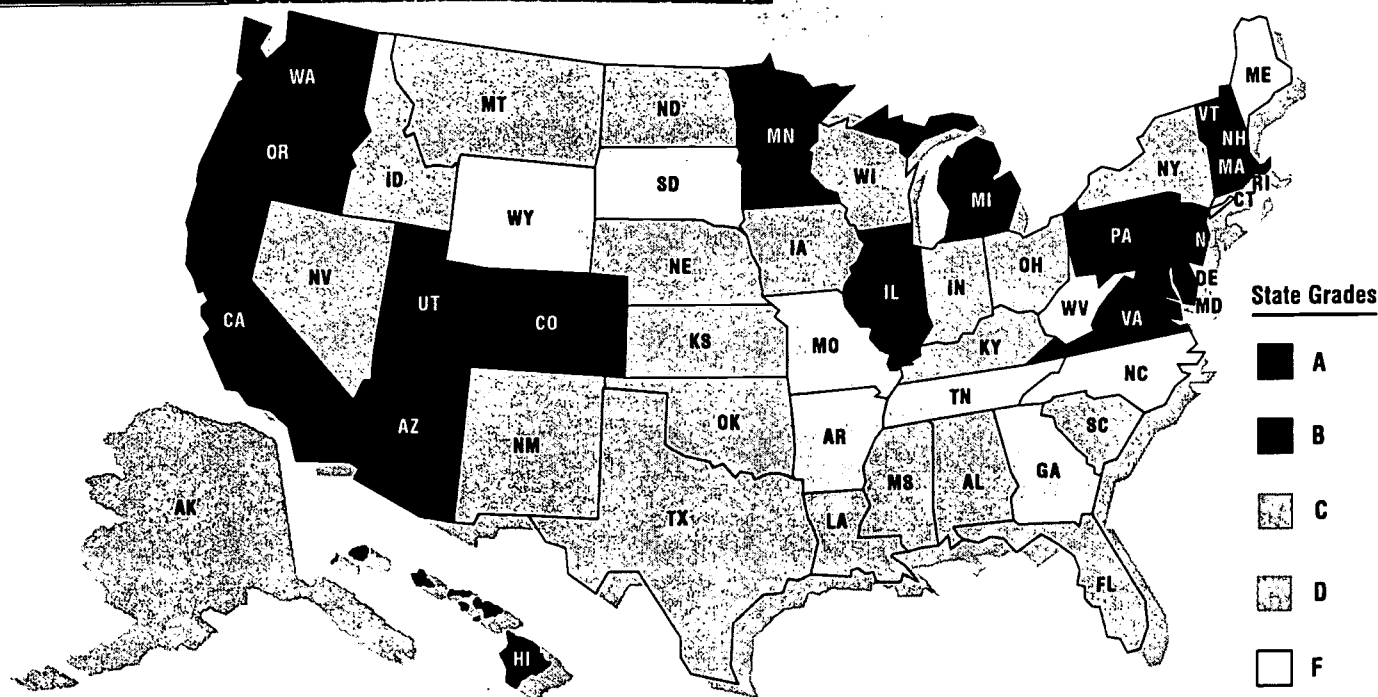 WA
MT
ND
MN
ME
VT
NH
OR
ID
SD
WI
NY
MA
RI
CT
WY
MI
NV
NE
IA
PA
N
UT
IL
IN
OH
DE
MD
CA
CO
KS
MO
WV
VA
KY
AZ
NM
OK
AR
TN
NC
SC
AK
TX
LA
MS
AL
GA
FL
HI
State Grades
A
B
C
D
F